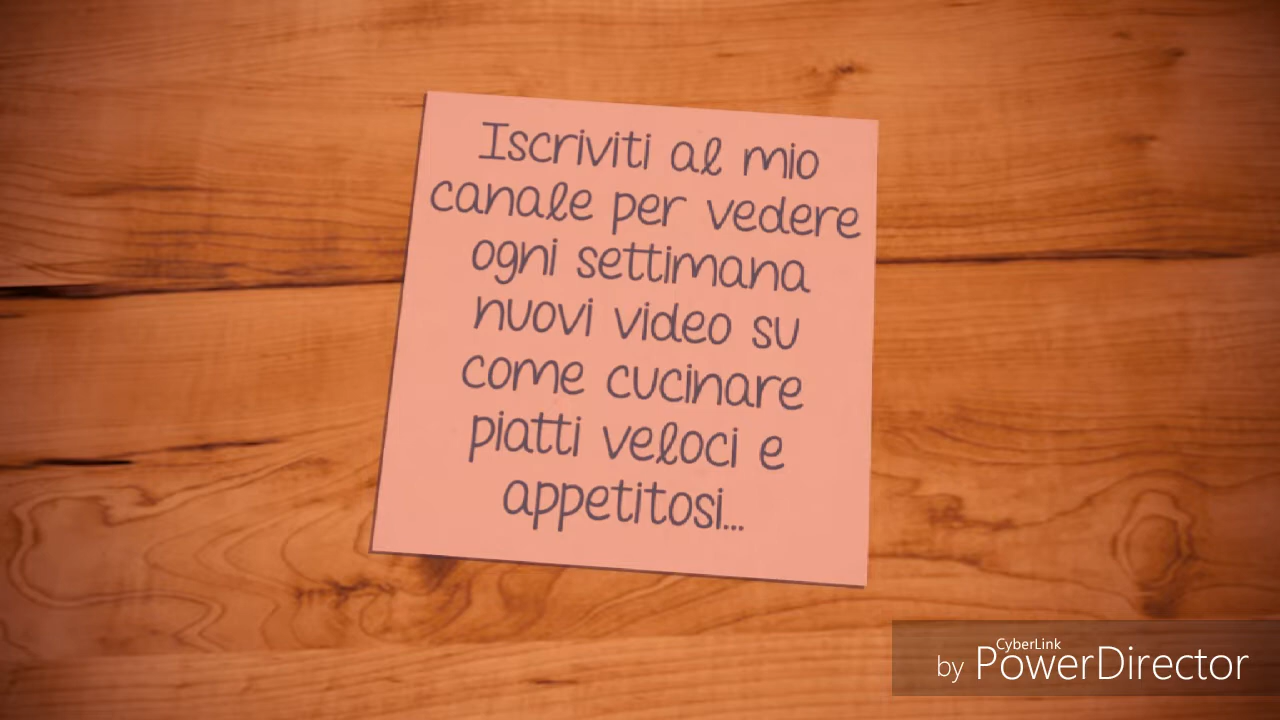 Iscriviti al mio
canale per vedere
ogni settimana
nuovi video su
come cucinare
piatti veloci e
appetitosi...
by CyberLink PowerDirector